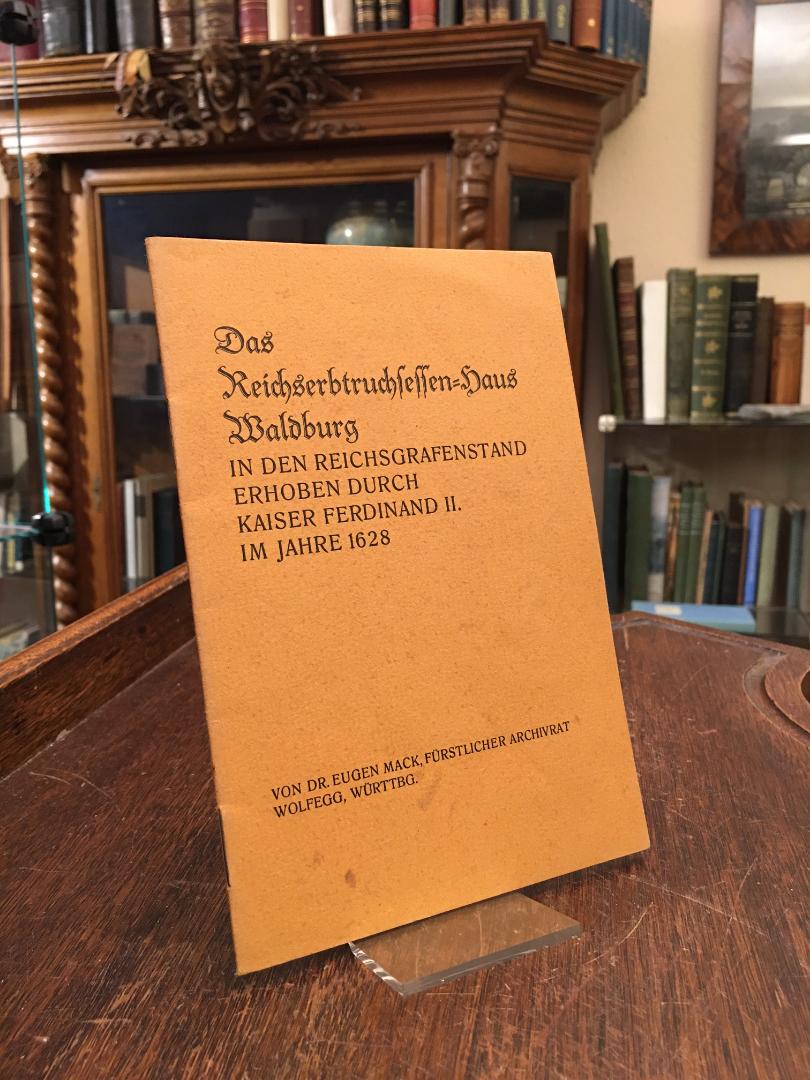 Das
Reichserbtruchsessen=Haus
Waldburg
IN DEN REICHSGRAFENSTAND
ERHOBEN DURCH
KAISER FERDINAND II.
IM JAHRE 1628
VON DR. EUGEN MACK, FÜRSTLICHER ARCHIVRAT
WOLFEGG, WÜRTTBG.